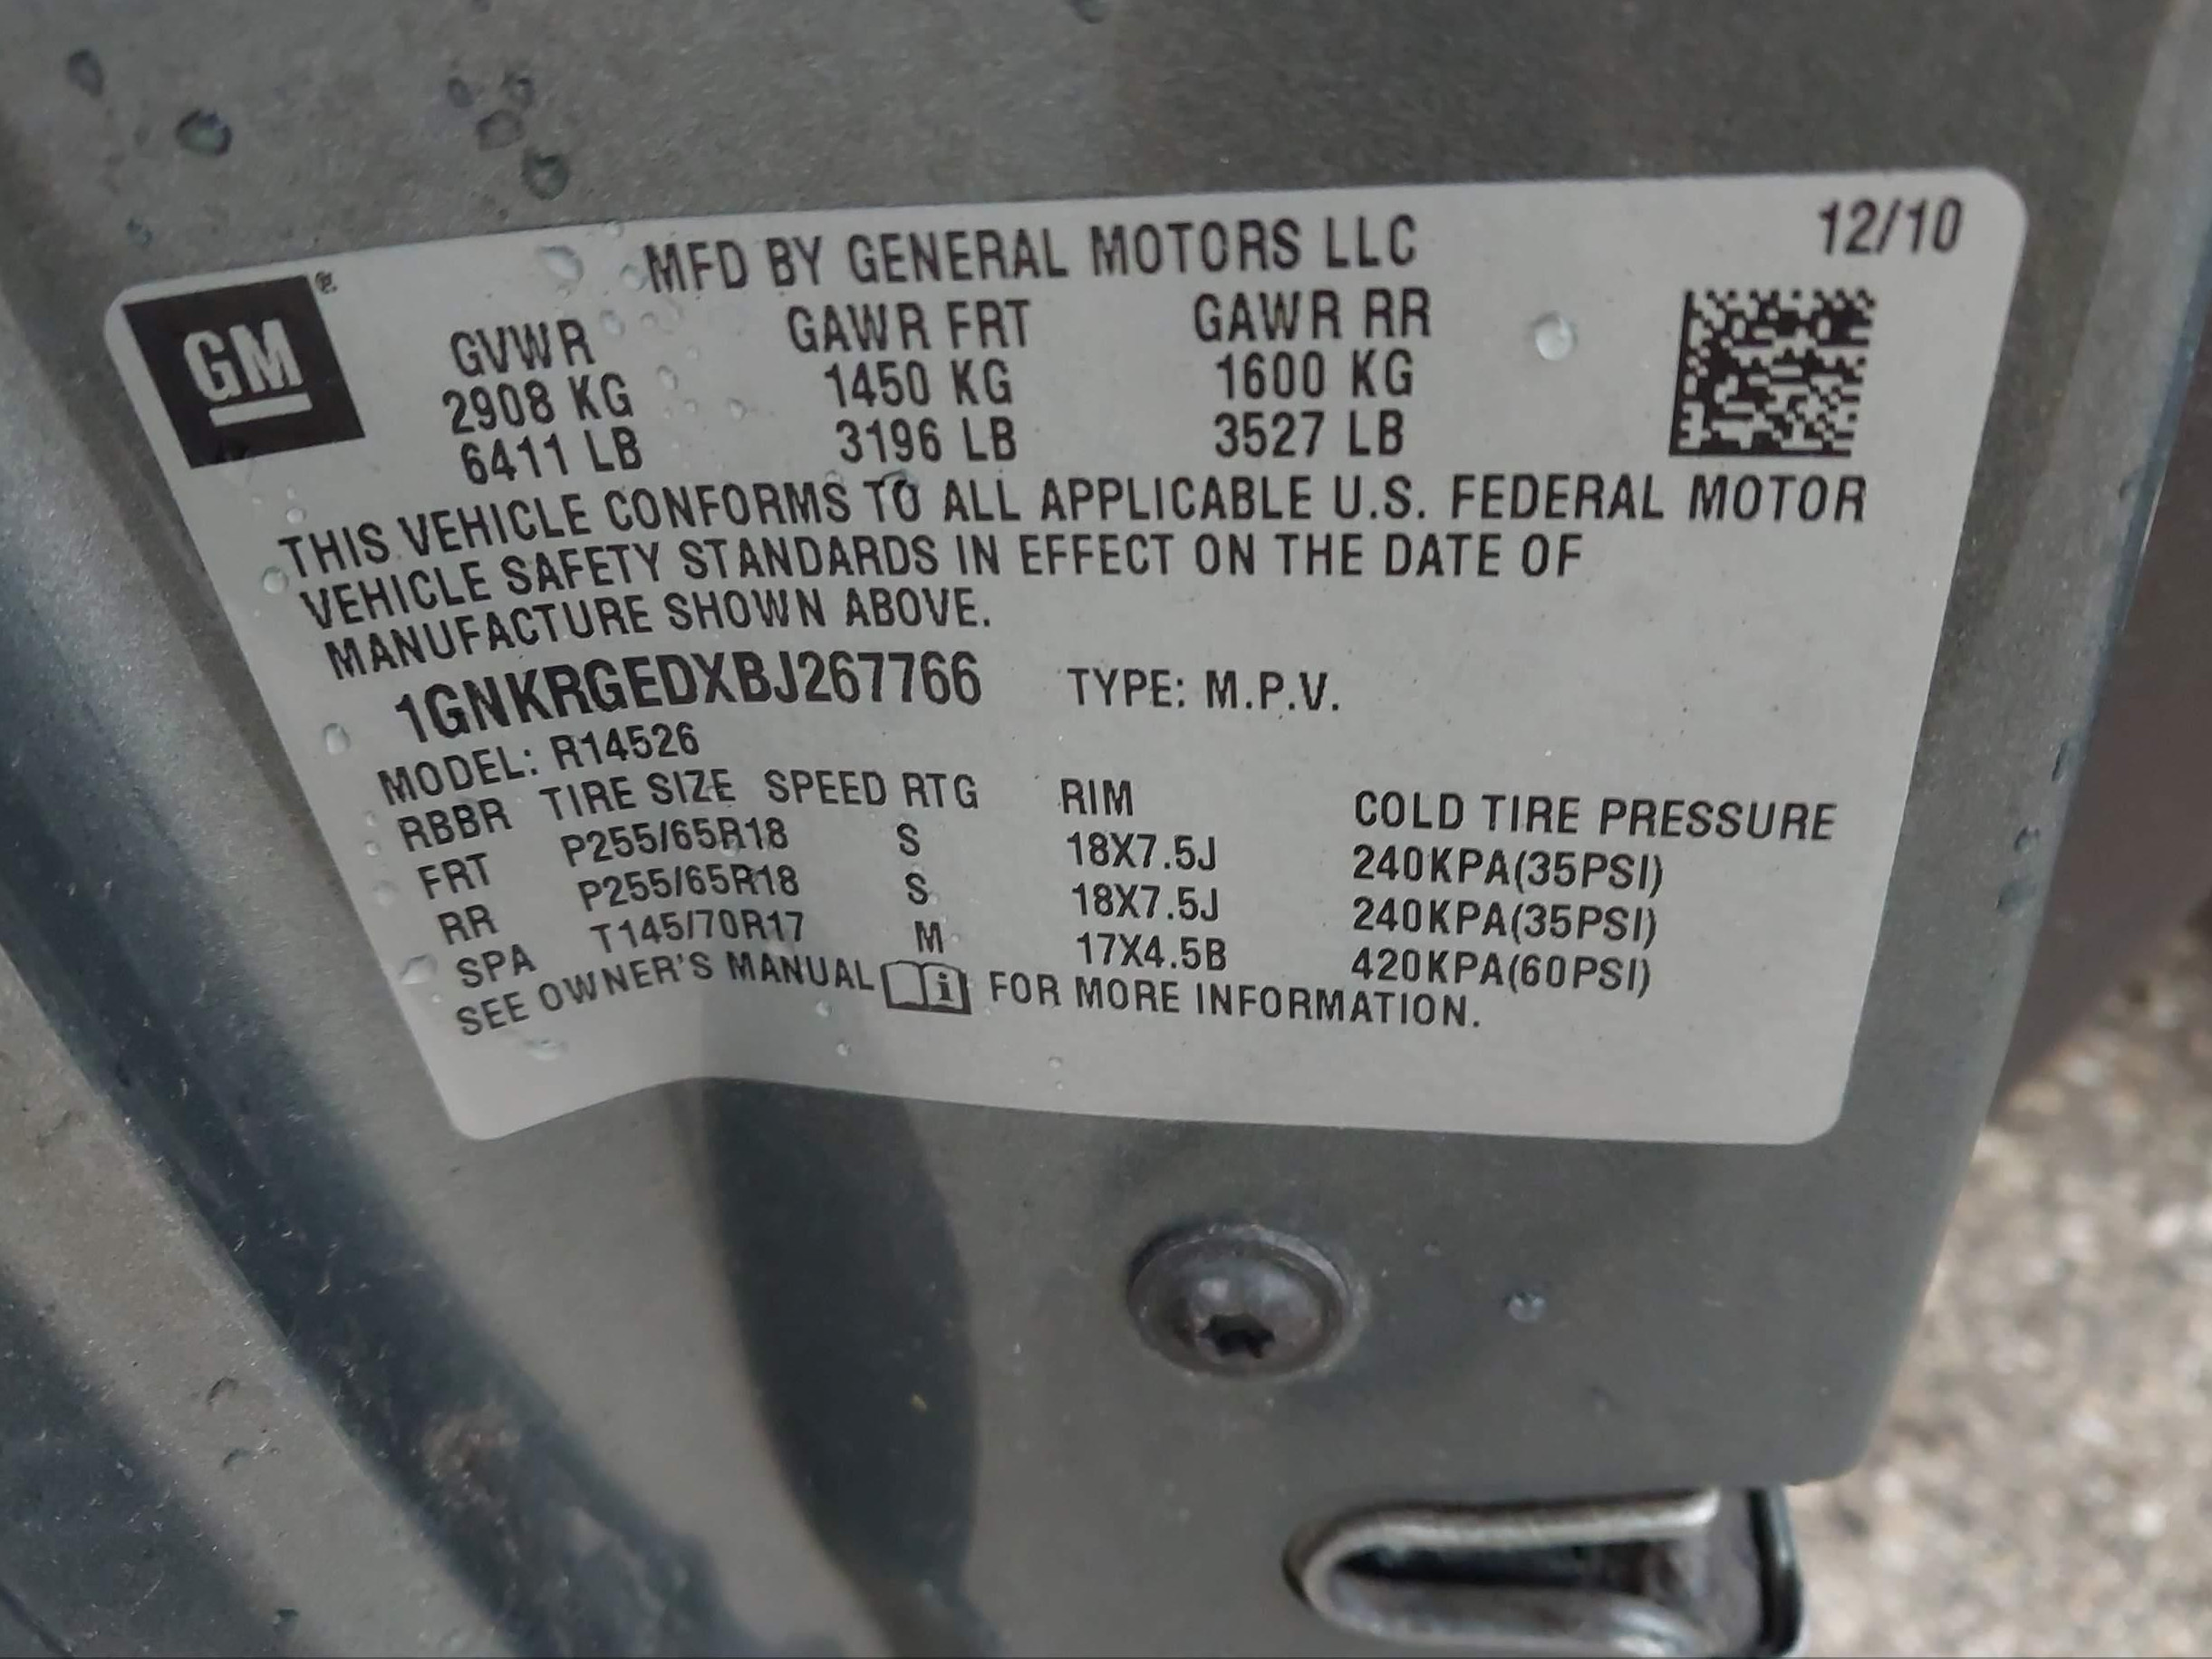 MFD BY GENERAL MOTORS LLC 12/10
GM
GVWR GAWR FRT GAWR RR
2908 KG 1450 KG 1600 KG
6411 LB 3196 LB 3527 LB
THIS VEHICLE CONFORMS TO ALL APPLICABLE U.S. FEDERAL MOTOR
VEHICLE SAFETY STANDARDS IN EFFECT ON THE DATE OF
MANUFACTURE SHOWN ABOVE.
1GNKRGEDXBJ267766 TYPE: M.P.V.
MODEL: R14526
RBBR TIRE SIZE SPEED RTG RIM COLD TIRE PRESSURE
FRT P255/65R18 S 18X7.5J 240KPA(35PSI)
RR P255/65R18 S 18X7.5J 240KPA(35PSI)
SPA T145/70R17 M 17X4.5B 420KPA(60PSI)
SEE OWNER'S MANUAL i FOR MORE INFORMATION.